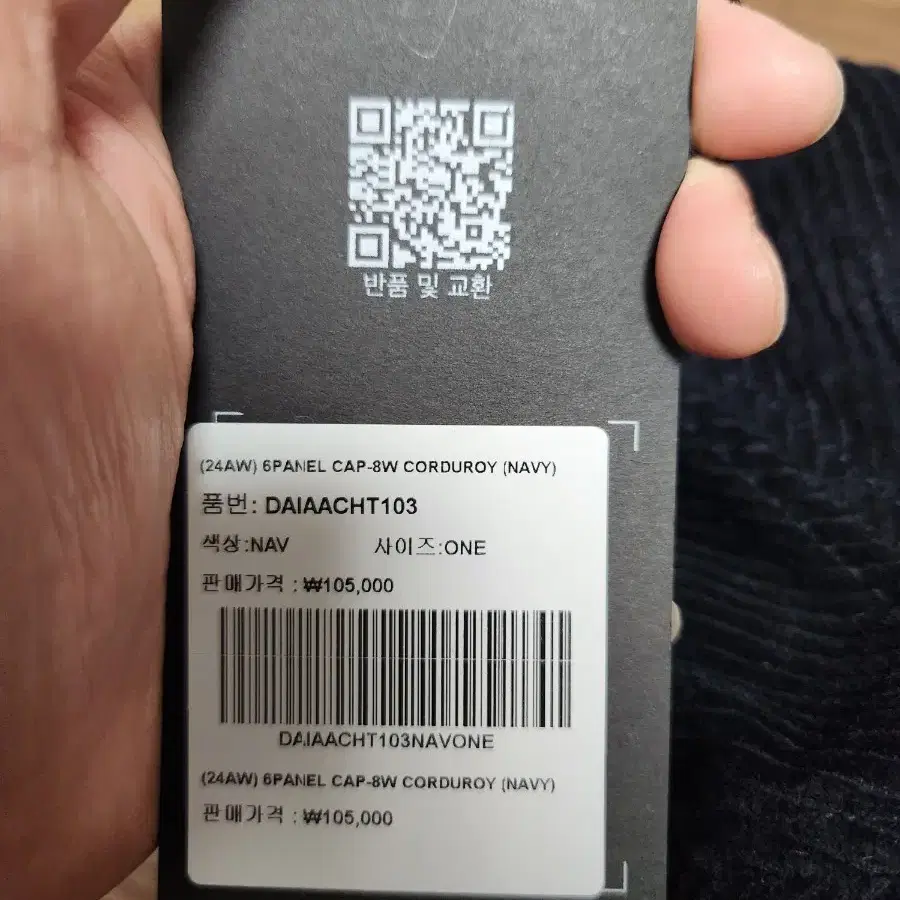 반품 및 교환
(24AW) 6PANEL CAP-8W CORDUROY (NAVY)
품번: DAIAACHT103
색상:NAV 사이즈:ONE
판매가격 : ₩105,000
DAIAACHT103NAVONE
(24AW) 6PANEL CAP-8W CORDUROY (NAVY)
판매가격 : ₩105,000